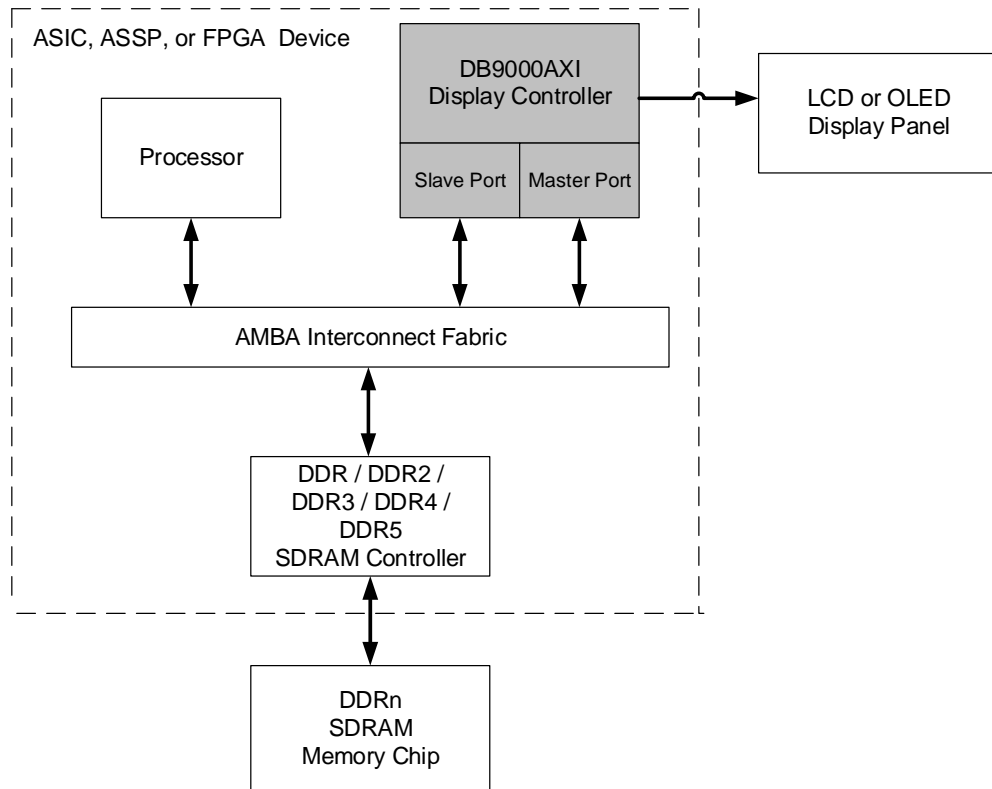 ASIC, ASSP, or FPGA Device
DB9000AXI
Display Controller
LCD or OLED
Display Panel
Processor
Slave Port
Master Port
AMBA Interconnect Fabric
DDR / DDR2 /
DDR3 / DDR4 /
DDR5
SDRAM Controller
DDRn
SDRAM
Memory Chip